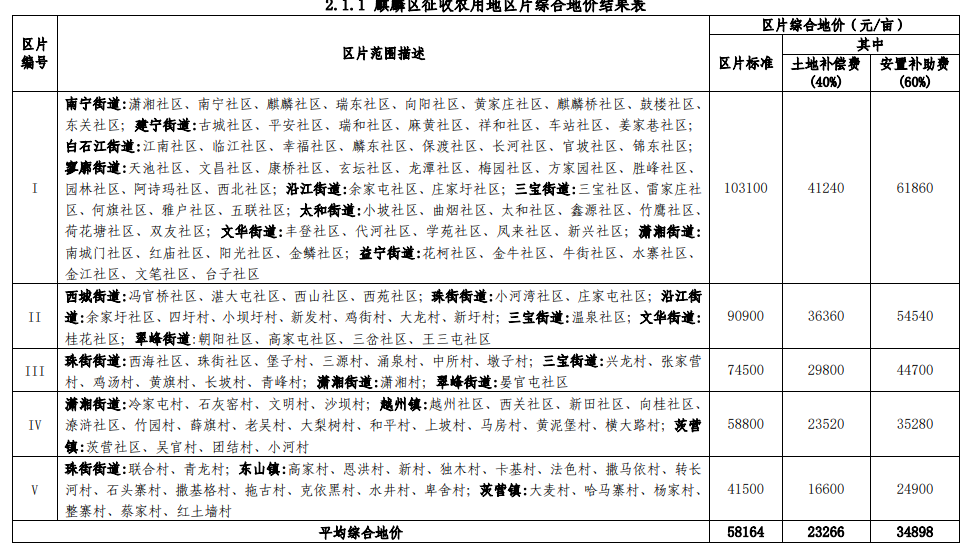 2.1.1 麒麟区征收农用地区片综合地价结果表
区片编号 区片范围描述 区片综合地价（元/亩）
区片标准 其中
土地补偿费(40%) 安置补助费(60%)
I
南宁街道:潇湘社区、南宁社区、麒麟社区、瑞东社区、向阳社区、黄家庄社区、麒麟桥社区、鼓楼社区、
东关社区；建宁街道:古城社区、平安社区、瑞和社区、麻黄社区、祥和社区、车站社区、姜家巷社区；
白石江街道:江南社区、临江社区、幸福社区、麟东社区、保渡社区、长河社区、官坡社区、锦东社区；
寥廓街道:天池社区、文昌社区、康桥社区、玄坛社区、龙潭社区、梅园社区、方家园社区、胜峰社区、
园林社区、阿诗玛社区、西北社区；沿江街道:余家屯社区、庄家圩社区；三宝街道:三宝社区、雷家庄社
区、何旗社区、雅户社区、五联社区；太和街道:小坡社区、曲烟社区、太和社区、鑫源社区、竹鹰社区、
荷花塘社区、双友社区；文华街道:丰登社区、代河社区、学苑社区、凤来社区、新兴社区；潇湘街道:
南城门社区、红庙社区、阳光社区、金鳞社区；益宁街道:花柯社区、金牛社区、牛街社区、水寨社区、
金江社区、文笔社区、台子社区
103100 41240 61860
II
西城街道:冯官桥社区、湛大屯社区、西山社区、西苑社区；珠街街道:小河湾社区、庄家屯社区；沿江街
道:余家圩社区、四圩村、小坝圩村、新发村、鸡街村、大龙村、新圩村；三宝街道:温泉社区；文华街道:
桂花社区；翠峰街道:朝阳社区、高家屯社区、三岔社区、王三屯社区
90900 36360 54540
III
珠街街道:西海社区、珠街社区、堡子村、三源村、涌泉村、中所村、墩子村；三宝街道:兴龙村、张家营
村、鸡汤村、黄旗村、长坡村、青峰村；潇湘街道:潇湘村；翠峰街道:晏官屯社区
74500 29800 44700
IV
潇湘街道:冷家屯村、石灰窑村、文明村、沙坝村；越州镇:越州社区、西关社区、新田社区、向桂社区、
潦浒社区、竹园村、薛旗村、老吴村、大梨树村、和平村、上坡村、马房村、黄泥堡村、横大路村；茨营
镇:茨营社区、吴官村、团结村、小河村
58800 23520 35280
V
珠街街道:联合村、青龙村；东山镇:高家村、恩洪村、新村、独木村、卡基村、法色村、撒马依村、转长
河村、石头寨村、撒基格村、拖古村、克依黑村、水井村、卑舍村；茨营镇:大麦村、哈马寨村、杨家村、
整寨村、蔡家村、红土墙村
41500 16600 24900
平均综合地价 58164 23266 34898